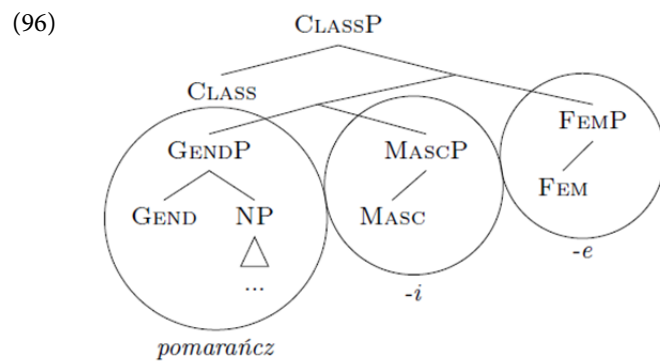 (96)
CLASSP
CLASS
FEMP
GENDP MASCP
FEM
GEND NP MASC
-e
...
-i
pomarańcz